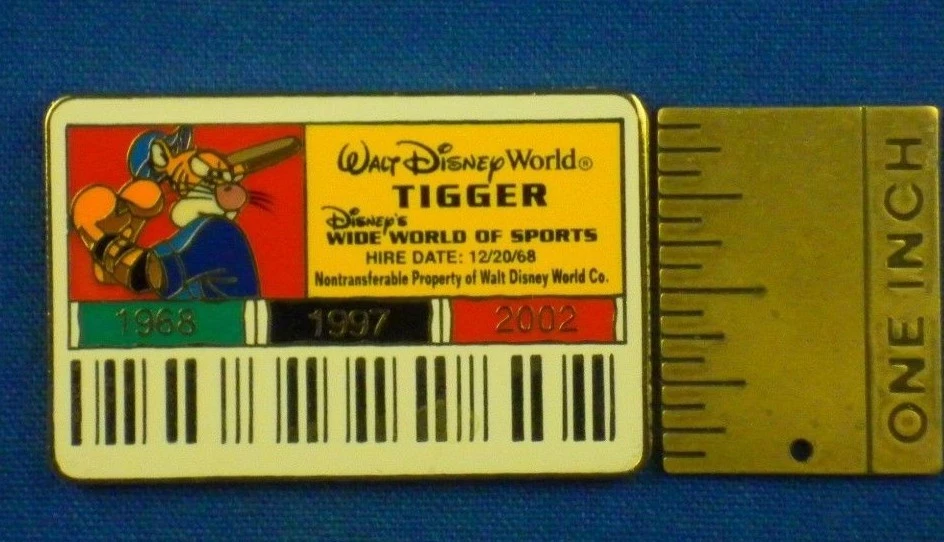 WALT DISNEY World®
TIGGER
DISNEY'S
WIDE WORLD OF SPORTS
HIRE DATE: 12/20/68
Nontransferable Property of Walt Disney World Co.
1968 1997 2002
ONE INCH